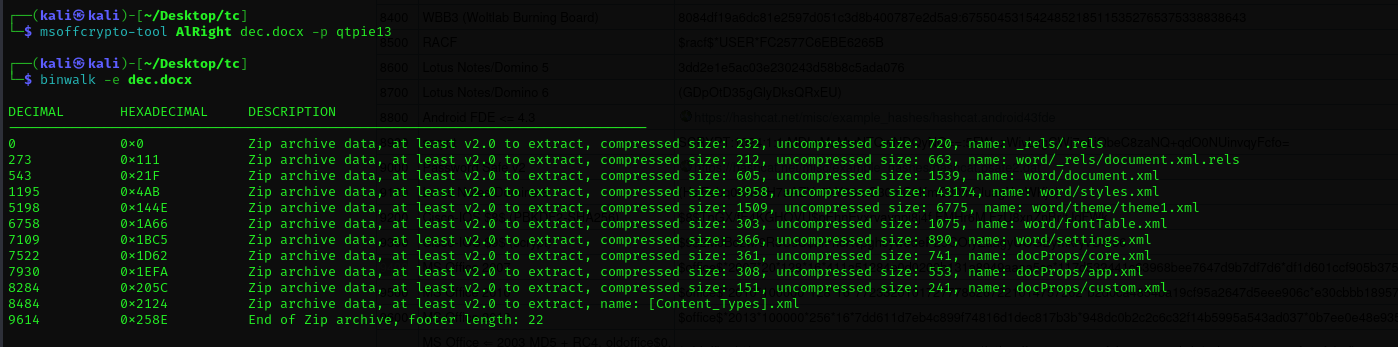 ┌──(kali㉿kali)-[~/Desktop/tc]
└─$ msoffcrypto-tool AlRight dec.docx -p qtpie13
┌──(kali㉿kali)-[~/Desktop/tc]
└─$ binwalk -e dec.docx
DECIMAL       HEXADECIMAL     DESCRIPTION
0             0×0             Zip archive data, at least v2.0 to extract, compressed size: 232, uncompressed size: 720, name: _rels/.rels
273           0×111           Zip archive data, at least v2.0 to extract, compressed size: 212, uncompressed size: 663, name: word/_rels/document.xml.rels
543           0×21F           Zip archive data, at least v2.0 to extract, compressed size: 605, uncompressed size: 1539, name: word/document.xml
1195          0×4AB           Zip archive data, at least v2.0 to extract, compressed size: 3958, uncompressed size: 43174, name: word/styles.xml
5198          0×144E          Zip archive data, at least v2.0 to extract, compressed size: 1509, uncompressed size: 6775, name: word/theme/theme1.xml
6758          0×1A66          Zip archive data, at least v2.0 to extract, compressed size: 303, uncompressed size: 1075, name: word/fontTable.xml
7109          0×1BC5          Zip archive data, at least v2.0 to extract, compressed size: 366, uncompressed size: 890, name: word/settings.xml
7522          0×1D62          Zip archive data, at least v2.0 to extract, compressed size: 361, uncompressed size: 741, name: docProps/core.xml
7930          0×1EFA          Zip archive data, at least v2.0 to extract, compressed size: 308, uncompressed size: 553, name: docProps/app.xml
8284          0×205C          Zip archive data, at least v2.0 to extract, compressed size: 151, uncompressed size: 241, name: docProps/custom.xml
8484          0×2124          Zip archive data, at least v2.0 to extract, name: [Content_Types].xml
9614          0×258E          End of Zip archive, footer length: 22
8400 WBB3 (Woltlab Burning Board)
8500 RACF
8600 Lotus Notes/Domino 5
8700 Lotus Notes/Domino 6
8800 Android FDE <= 4.3